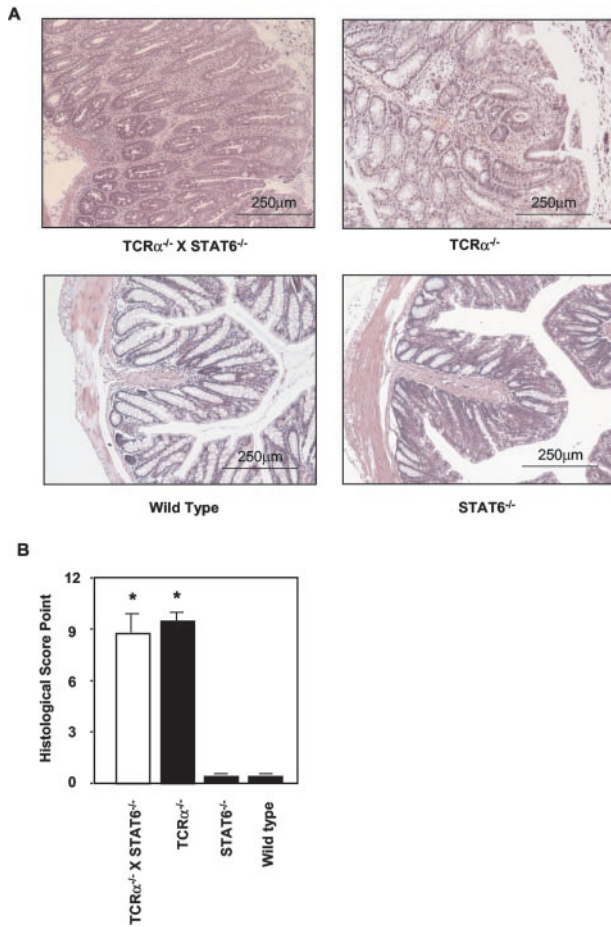 A
250µm
250µm
TCRα-/- X STAT6-/-
TCRα-/-
250µm
250µm
Wild Type
STAT6-/-
B
Histological Score Point
12
9
6
3
0
*
*
TCRα-/- X STAT6-/-
TCRα-/-
STAT6-/-
Wild type